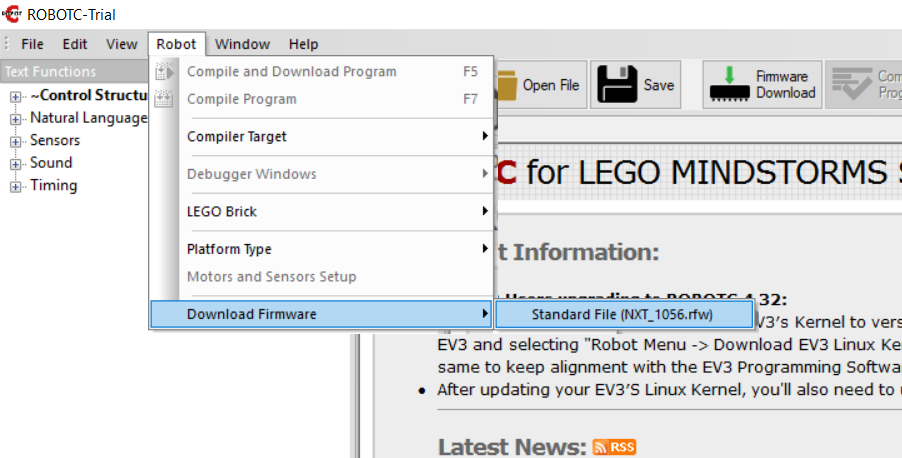 ROBOTC-Trial
File Edit View Robot Window Help
Text Functions
~Control Structu
Natural Language
Sensors
Sound
Timing
Compile and Download Program F5
Compile Program F7
Compiler Target
Debugger Windows
LEGO Brick
Platform Type
Motors and Sensors Setup
Download Firmware
Standard File (NXT_1056.rfw)
Open File
Save
Firmware
Download
Com
Prog
C for LEGO MINDSTORMS S
t Information:
Users upgrading to ROBOTC 4.32:
V3's Kernel to vers
EV3 and selecting "Robot Menu -> Download EV3 Linux Ke
same to keep alignment with the EV3 Programming Softwa
• After updating your EV3'S Linux Kernel, you'll also need to
Latest News: RSS